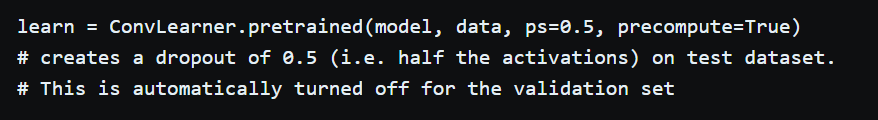 learn = ConvLearner.pretrained(model, data, ps=0.5, precompute=True)
# creates a dropout of 0.5 (i.e. half the activations) on test dataset.
# This is automatically turned off for the validation set